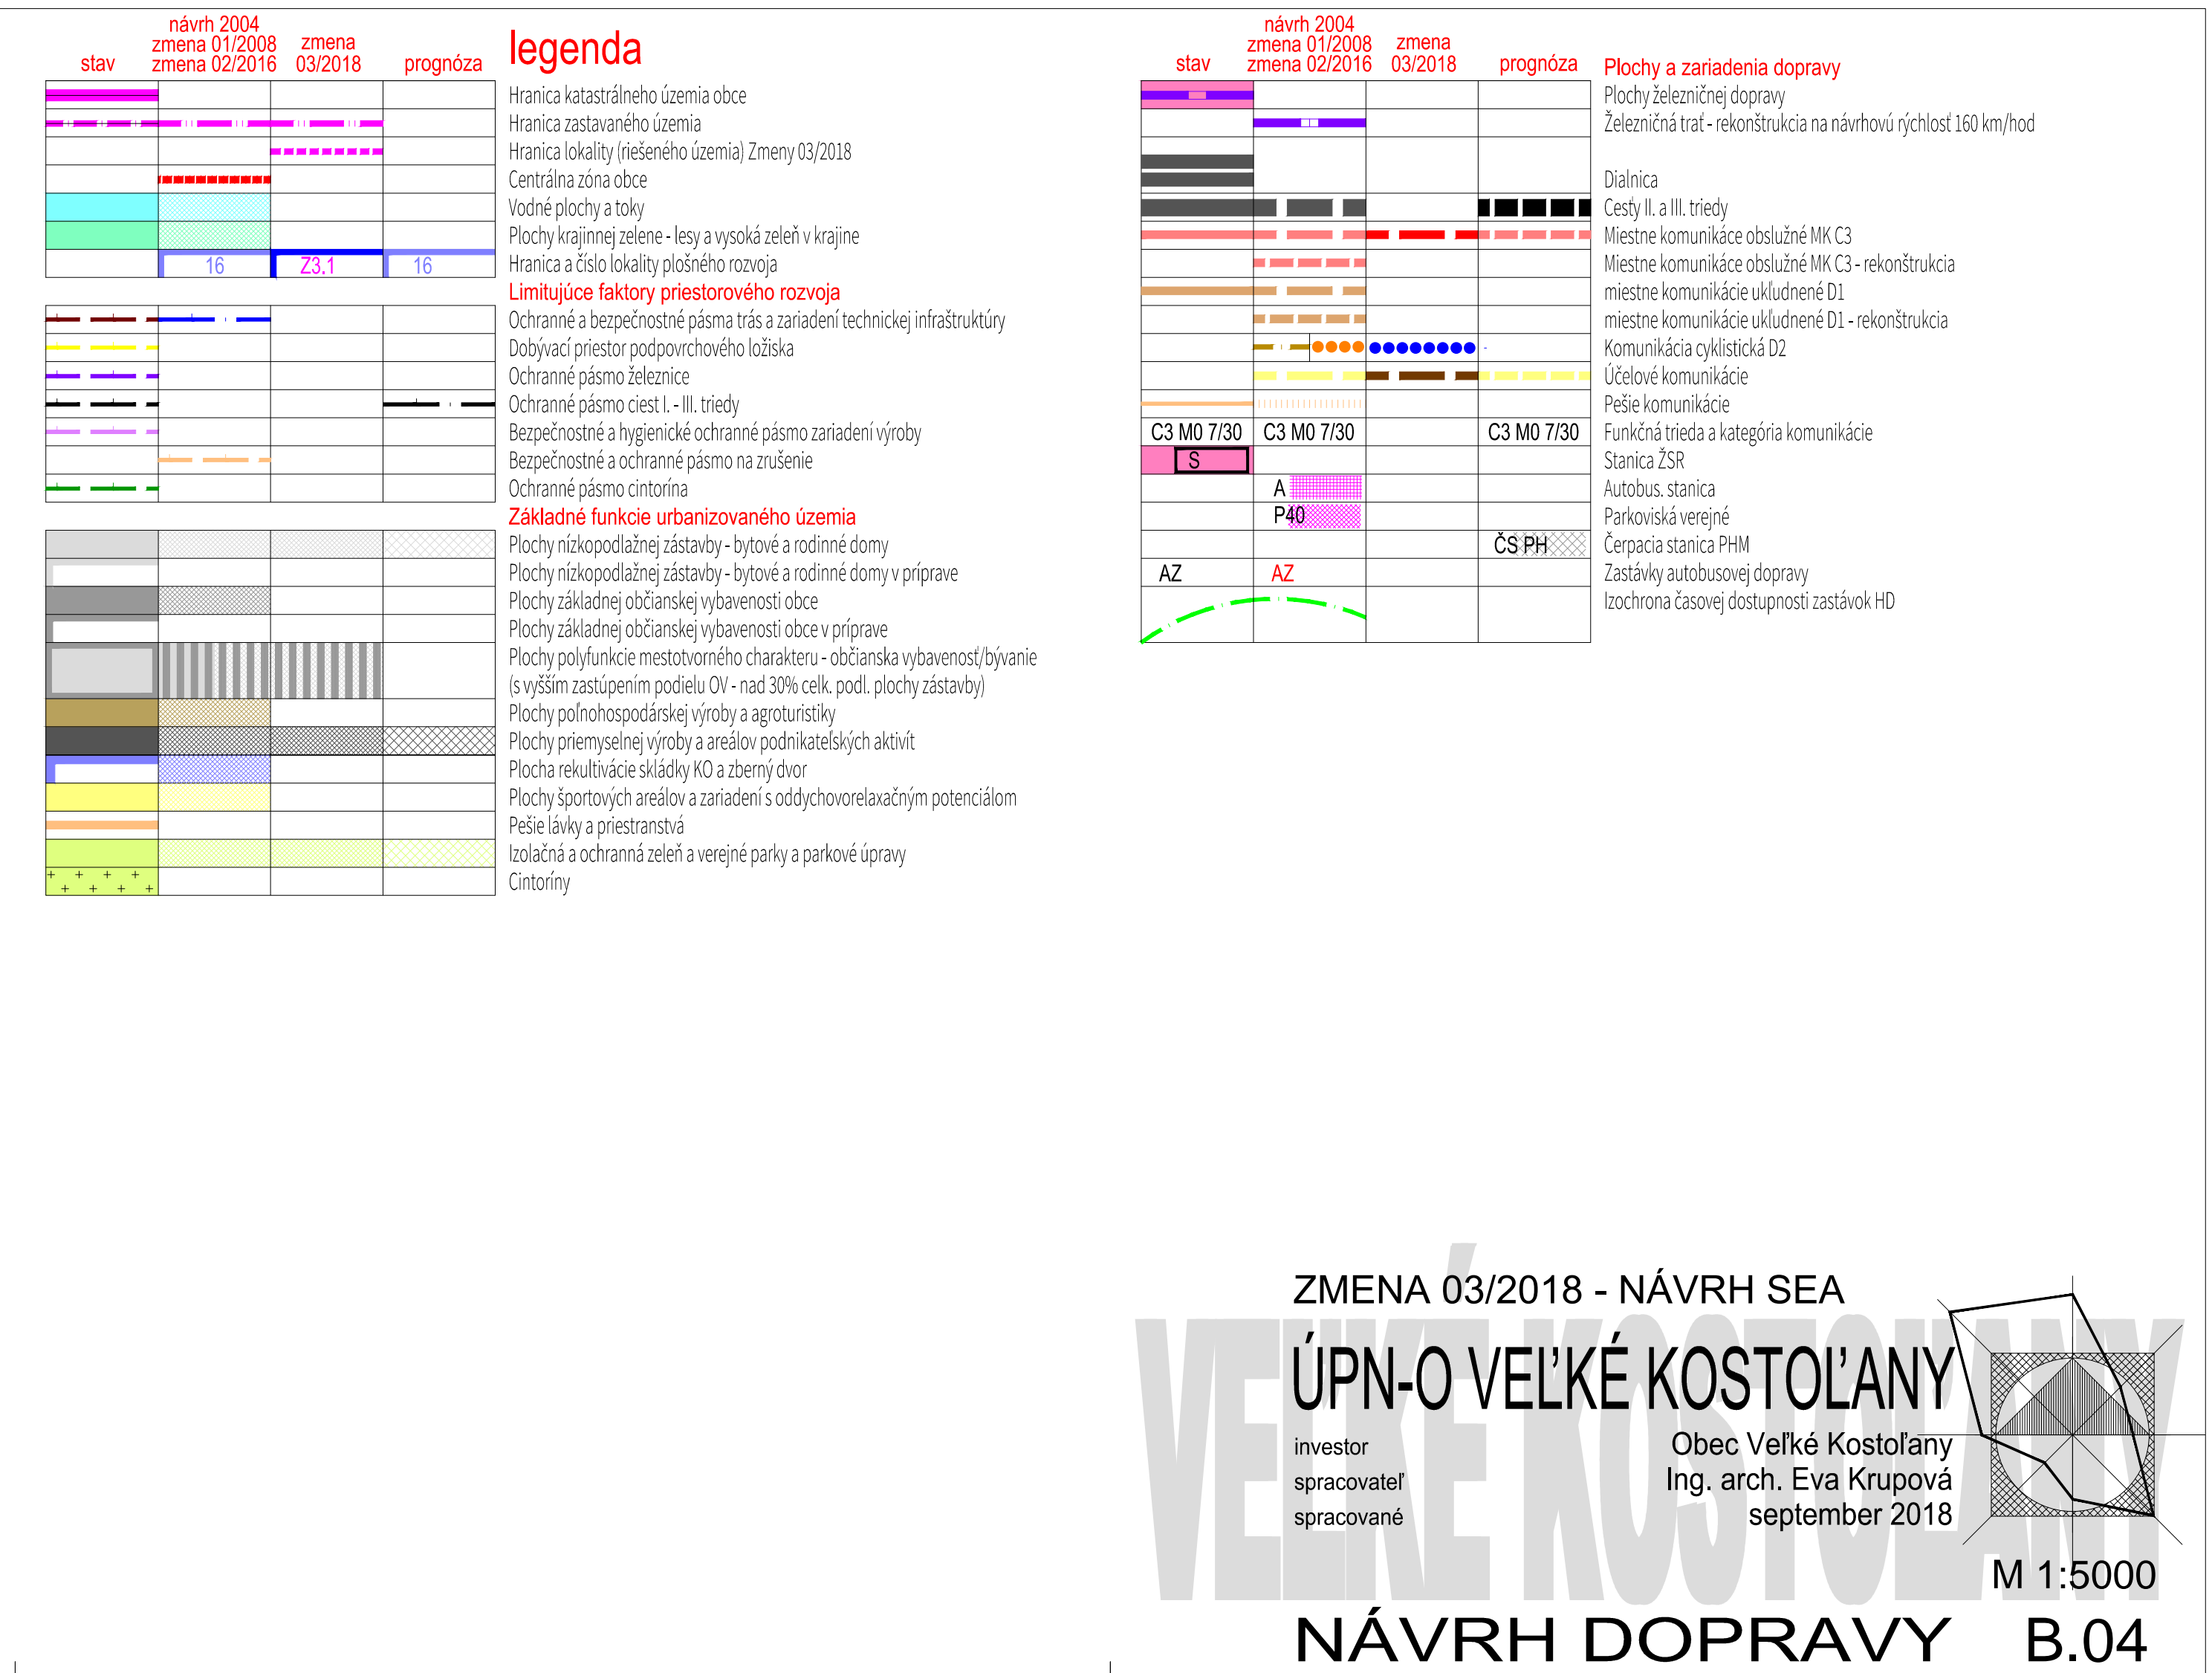 návrh 2004
zmena 01/2008 zmena
stav zmena 02/2016 03/2018 prognóza
legenda
Hranica katastrálneho územia obce
Hranica zastavaného územia
Hranica lokality (riešeného územia) Zmeny 03/2018
Centrálna zóna obce
Vodné plochy a toky
Plochy krajinnej zelene - lesy a vysoká zeleň v krajine
16 Z3.1 16 Hranica a číslo lokality plošného rozvoja
Limitujúce faktory priestorového rozvoja
Ochranné a bezpečnostné pásma trás a zariadení technickej infraštruktúry
Dobývací priestor podpovrchového ložiska
Ochranné pásmo železnice
Ochranné pásmo ciest I. - III. triedy
Bezpečnostné a hygienické ochranné pásmo zariadení výroby
Bezpečnostné a ochranné pásmo na zrušenie
Ochranné pásmo cintorína
Základné funkcie urbanizovaného územia
Plochy nízkopodlažnej zástavby - bytové a rodinné domy
Plochy nízkopodlažnej zástavby - bytové a rodinné domy v príprave
Plochy základnej občianskej vybavenosti obce
Plochy základnej občianskej vybavenosti obce v príprave
Plochy polyfunkcie mestotvorného charakteru - občianska vybavenosť/bývanie
(s vyšším zastúpením podielu OV - nad 30% celk. podl. plochy zástavby)
Plochy poľnohospodárskej výroby a agroturistiky
Plochy priemyselnej výroby a areálov podnikateľských aktivít
Plocha rekultivácie skládky KO a zberný dvor
Plochy športových areálov a zariadení s oddychovorelaxačným potenciálom
Pešie lávky a priestranstvá
Izolačná a ochranná zeleň a verejné parky a parkové úpravy
Cintoríny
návrh 2004
zmena 01/2008 zmena
stav zmena 02/2016 03/2018 prognóza
Plochy a zariadenia dopravy
Plochy železničnej dopravy
Železničná trať - rekonštrukcia na návrhovú rýchlosť 160 km/hod
Dialnica
Cesty II. a III. triedy
Miestne komunikáce obslužné MK C3
Miestne komunikáce obslužné MK C3 - rekonštrukcia
miestne komunikácie ukľudnené D1
miestne komunikácie ukľudnené D1 - rekonštrukcia
Komunikácia cyklistická D2
Účelové komunikácie
Pešie komunikácie
C3 M0 7/30 C3 M0 7/30 C3 M0 7/30 Funkčná trieda a kategória komunikácie
S Stanica ŽSR
A Autobus. stanica
P40 Parkoviská verejné
ČS PH Čerpacia stanica PHM
AZ AZ Zastávky autobusovej dopravy
Izochrona časovej dostupnosti zastávok HD
VEĽKÉ KOSTOĽANY
ZMENA 03/2018 - NÁVRH SEA
ÚPN-O VEĽKÉ KOSTOĽANY
investor Obec Veľké Kostoľany
spracovateľ Ing. arch. Eva Krupová
spracované september 2018
M 1:5000
NÁVRH DOPRAVY B.04